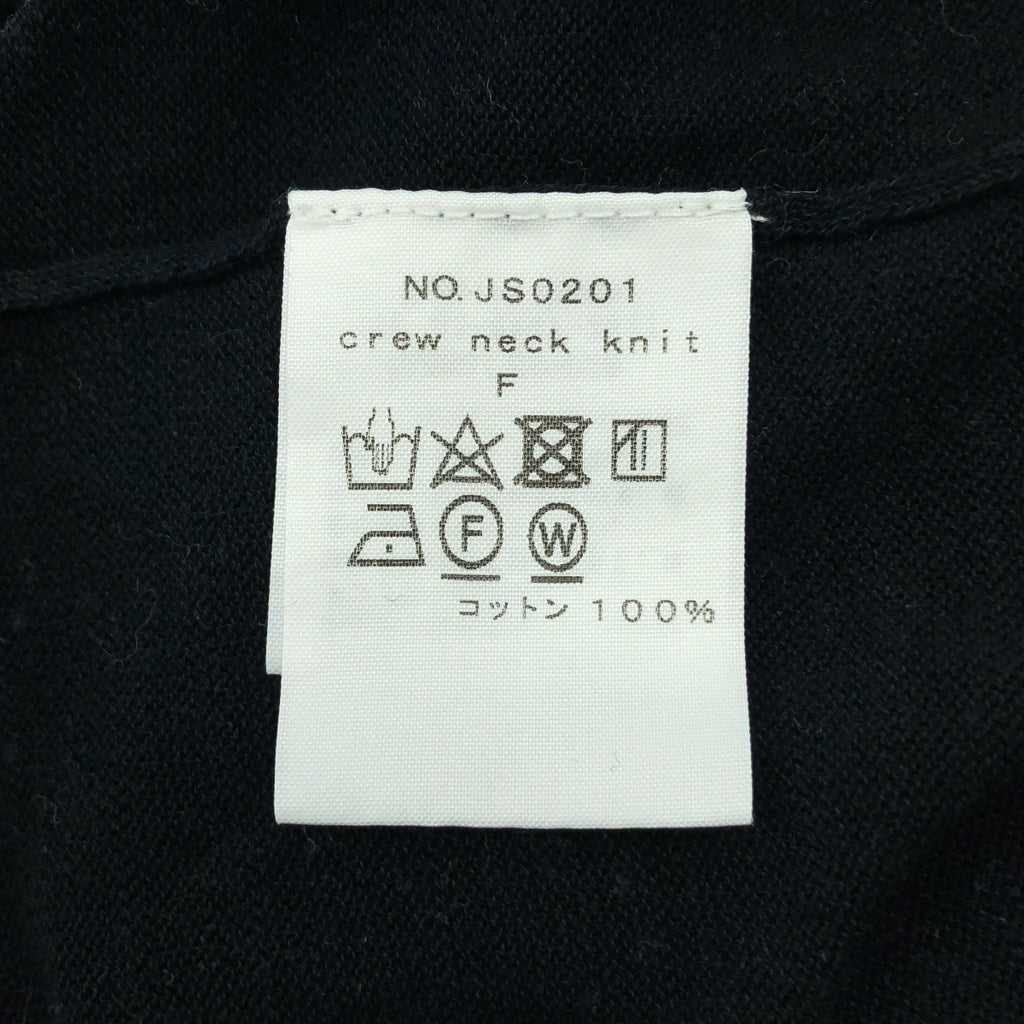 NO.JS0201
crew neck knit
F
F
W
コットン 100%